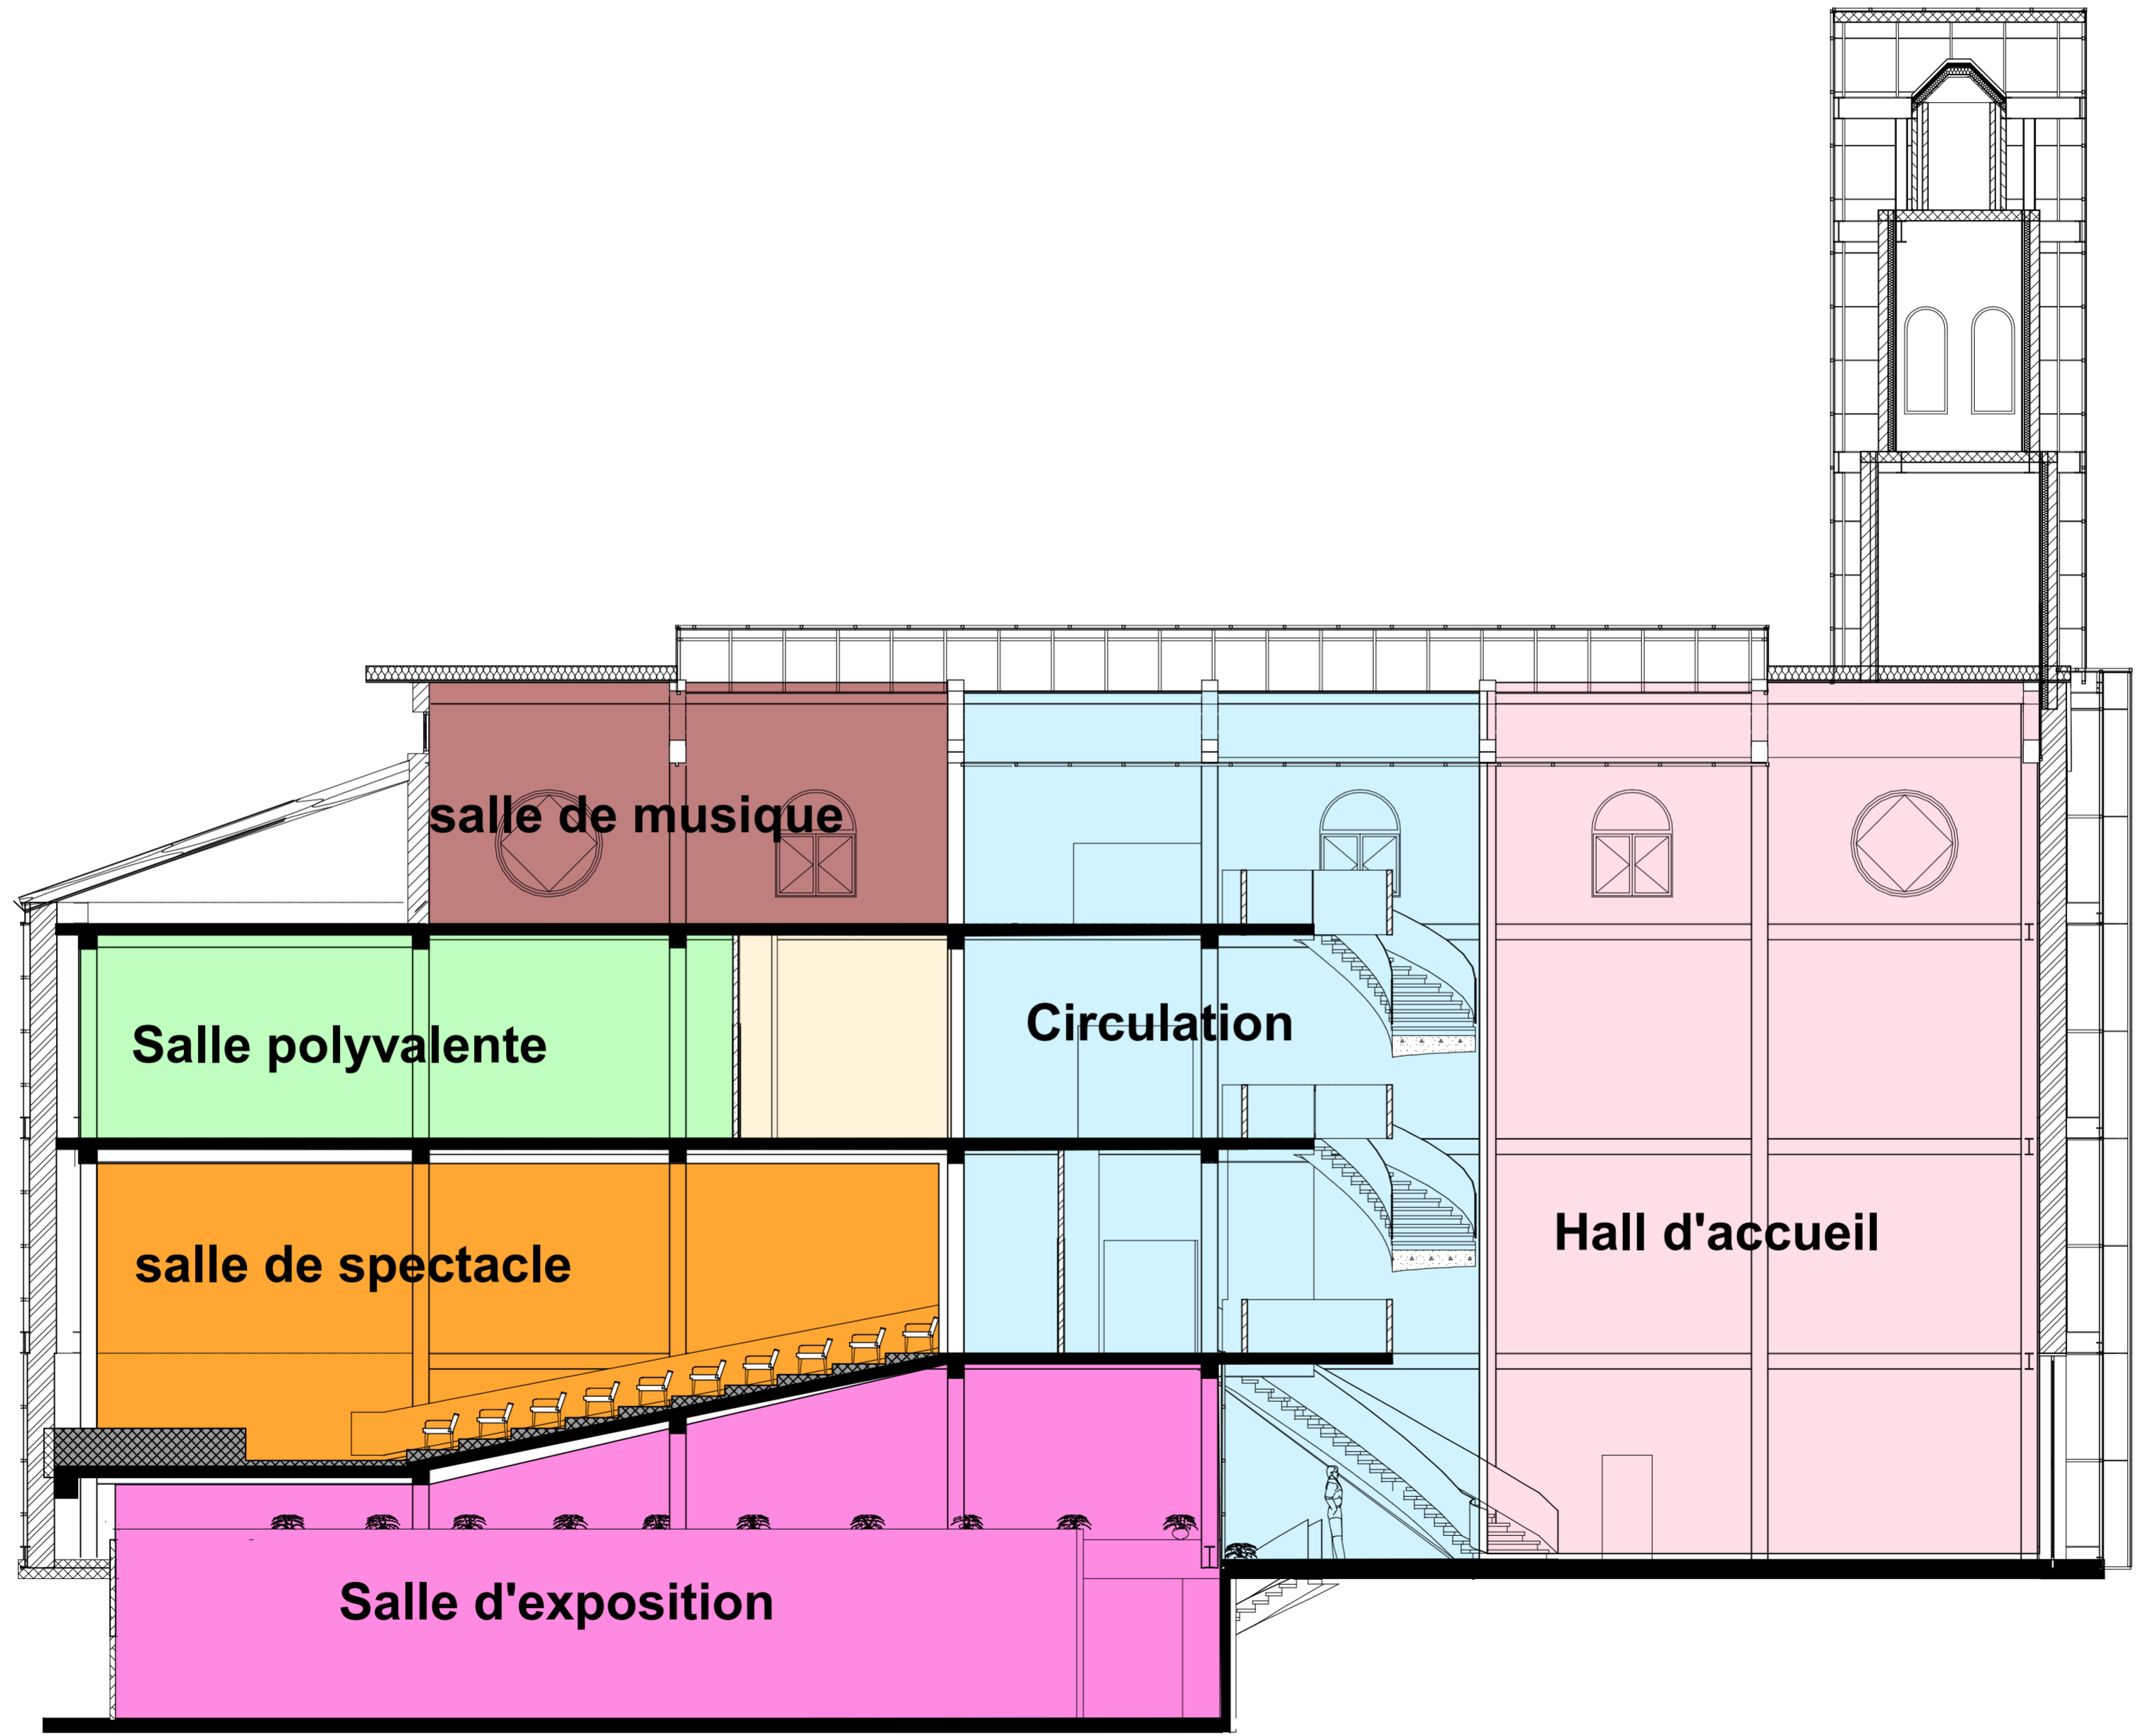 salle de musique
Salle polyvalente
Circulation
salle de spectacle
Hall d'accueil
Salle d'exposition